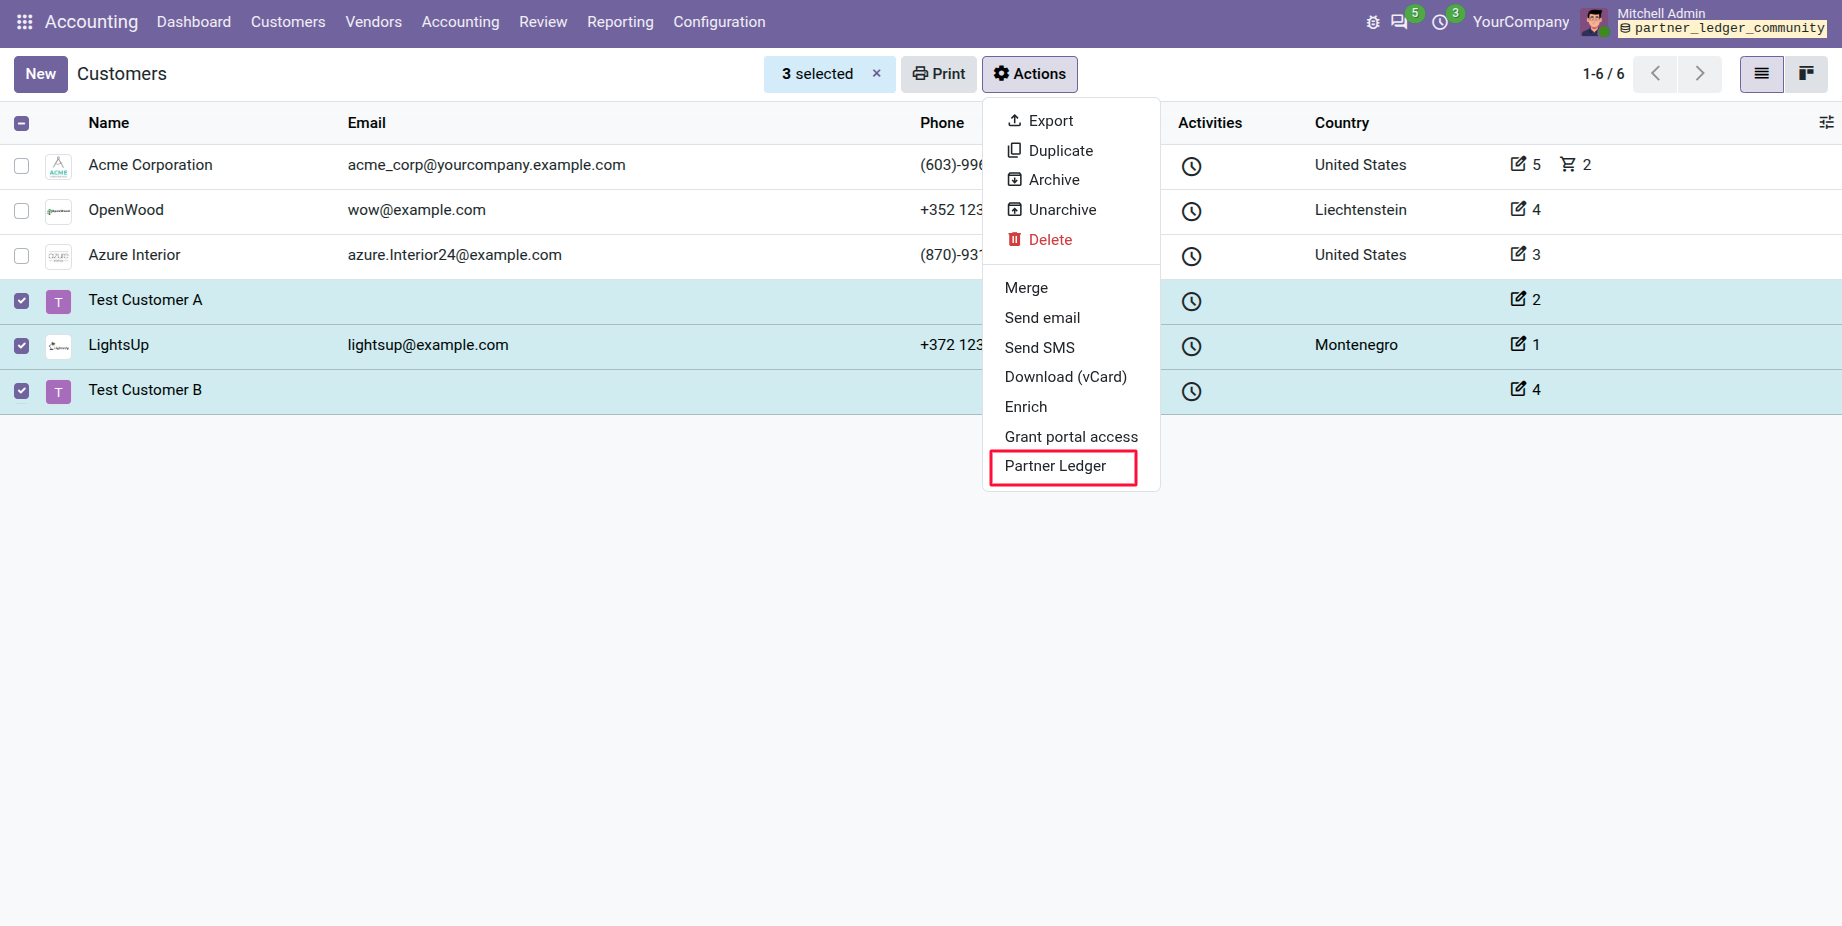 Accounting Dashboard Customers Vendors Accounting Review Reporting Configuration 5 3 YourCompany Mitchell Admin
partner_ledger_community
New Customers 3 selected × Print Actions 1-6 / 6
Name Email Phone Activities Country
Acme Corporation acme_corp@yourcompany.example.com (603)-996 United States 5 2
OpenWood wow@example.com +352 123 Liechtenstein 4
Azure Interior azure.Interior24@example.com (870)-931 United States 3
T Test Customer A 2
LightsUp lightsup@example.com +372 123 Montenegro 1
T Test Customer B 4
Export
Duplicate
Archive
Unarchive
Delete
Merge
Send email
Send SMS
Download (vCard)
Enrich
Grant portal access
Partner Ledger
ACME